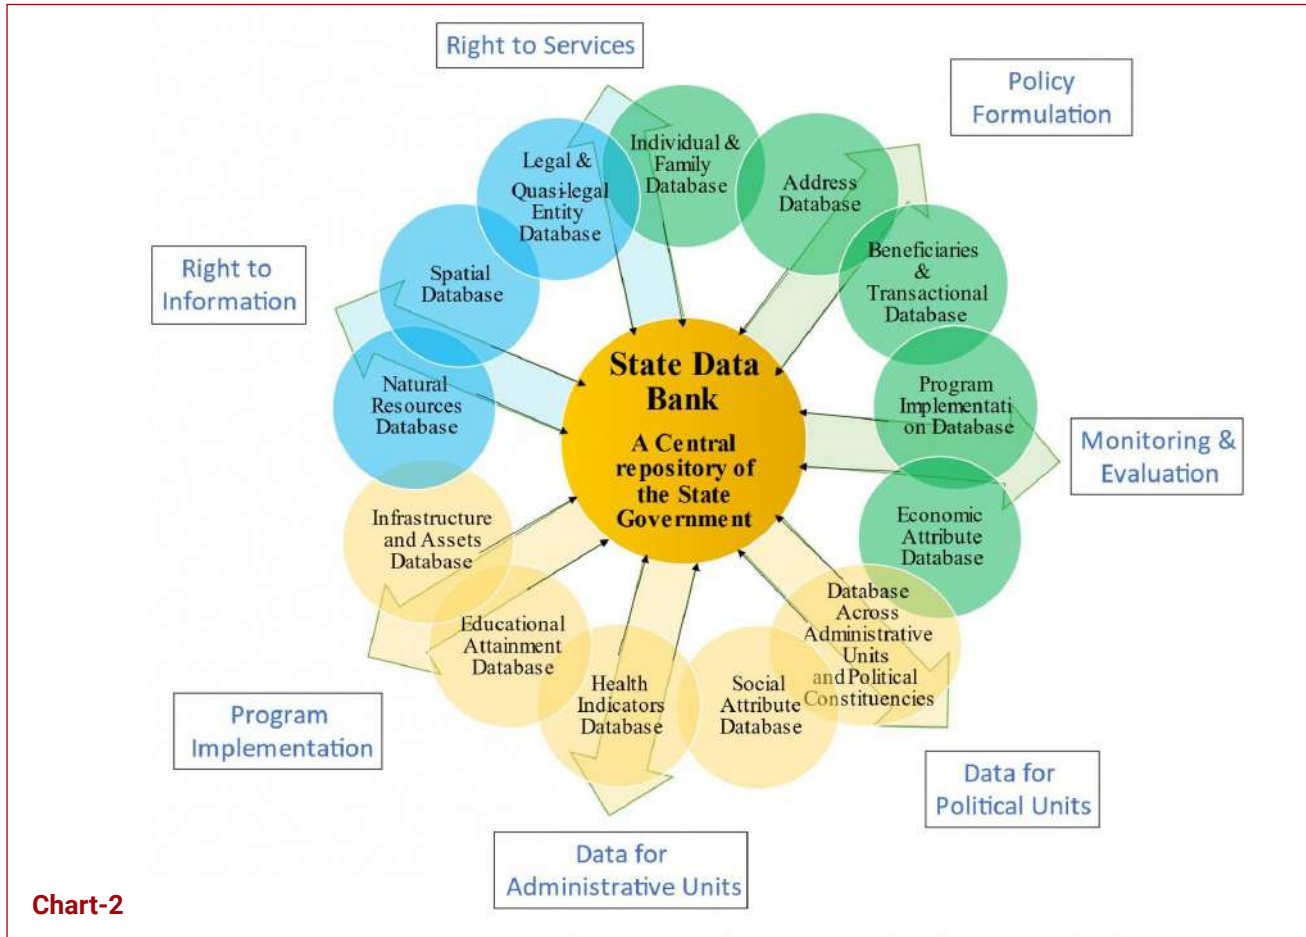 Right to Services
Policy
Formulation
Individual &
Family
Database
Legal &
Quasi-legal
Entity
Database
Address
Database
Beneficiaries
&
Transactional
Database
Right to
Information
Spatial
Database
Natural
Resources
Database
State Data
Bank
A Central
repository of
the State
Government
Program
Implementati
on Database
Monitoring &
Evaluation
Infrastructure
and Assets
Database
Economic
Attribute
Database
Educational
Attainment
Database
Health
Indicators
Database
Social
Attribute
Database
Database
Across
Administrative
Units
and Political
Constituencies
Program
Implementation
Data for
Political Units
Data for
Administrative Units
Chart-2